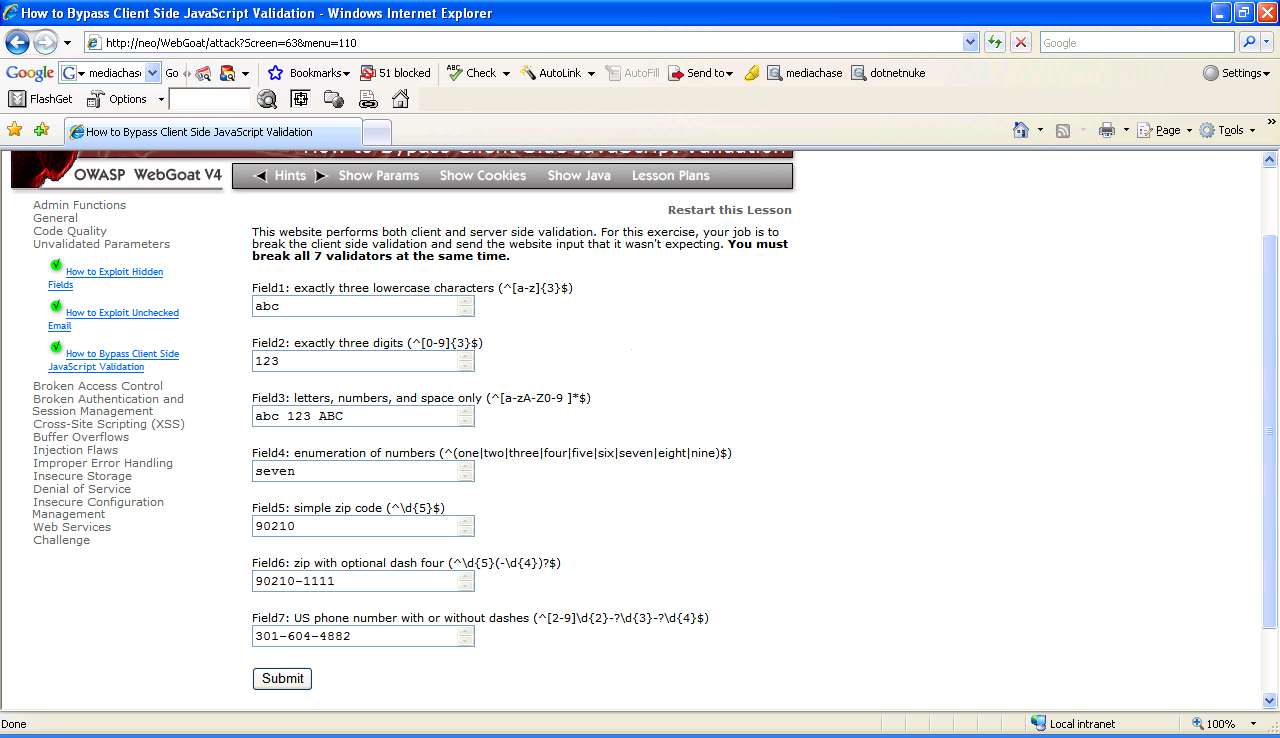 How to Bypass Client Side JavaScript Validation - Windows Internet Explorer
http://neo/WebGoat/attack?Screen=63&menu=110
Google
Google G mediachas Go Bookmarks 51 blocked ABC Check AutoLink AutoFill Send to mediachase dotnetnuke Settings
FlashGet Options
How to Bypass Client Side JavaScript Validation
Page Tools
How to Bypass Client Side JavaScript Validation
OWASP WebGoat V4
Hints Show Params Show Cookies Show Java Lesson Plans
Admin Functions
General
Code Quality
Unvalidated Parameters
How to Exploit Hidden
Fields
How to Exploit Unchecked
Email
How to Bypass Client Side
JavaScript Validation
Broken Access Control
Broken Authentication and
Session Management
Cross-Site Scripting (XSS)
Buffer Overflows
Injection Flaws
Improper Error Handling
Insecure Storage
Denial of Service
Insecure Configuration
Management
Web Services
Challenge
Restart this Lesson
This website performs both client and server side validation. For this exercise, your job is to
break the client side validation and send the website input that it wasn't expecting. You must
break all 7 validators at the same time.
Field1: exactly three lowercase characters (^[a-z]{3}$)
abc
Field2: exactly three digits (^[0-9]{3}$)
123
Field3: letters, numbers, and space only (^[a-zA-Z0-9 ]*$)
abc 123 ABC
Field4: enumeration of numbers (^(one|two|three|four|five|six|seven|eight|nine)$)
seven
Field5: simple zip code (^\d{5}$)
90210
Field6: zip with optional dash four (^\d{5}(-\d{4})?$)
90210-1111
Field7: US phone number with or without dashes (^[2-9]\d{2}-?\d{3}-?\d{4}$)
301-604-4882
Submit
Done
Local intranet
100%